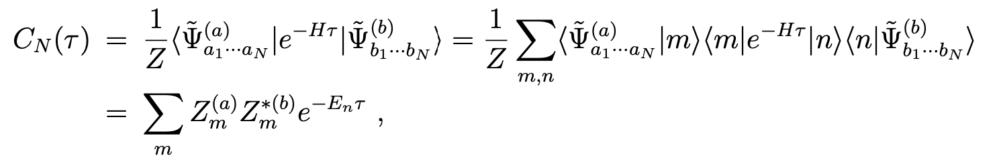 $C_N(\tau) \;=\; \frac{1}{Z}\langle\tilde{\Psi}^{(a)}_{a_1\cdots a_N}|e^{-H\tau}|\tilde{\Psi}^{(b)}_{b_1\cdots b_N}\rangle = \frac{1}{Z}\sum_{m,n}\langle\tilde{\Psi}^{(a)}_{a_1\cdots a_N}|m\rangle\langle m|e^{-H\tau}|n\rangle\langle n|\tilde{\Psi}^{(b)}_{b_1\cdots b_N}\rangle$
$=\; \sum_{m} Z^{(a)}_m Z^{*(b)}_m e^{-E_n\tau}\;,$